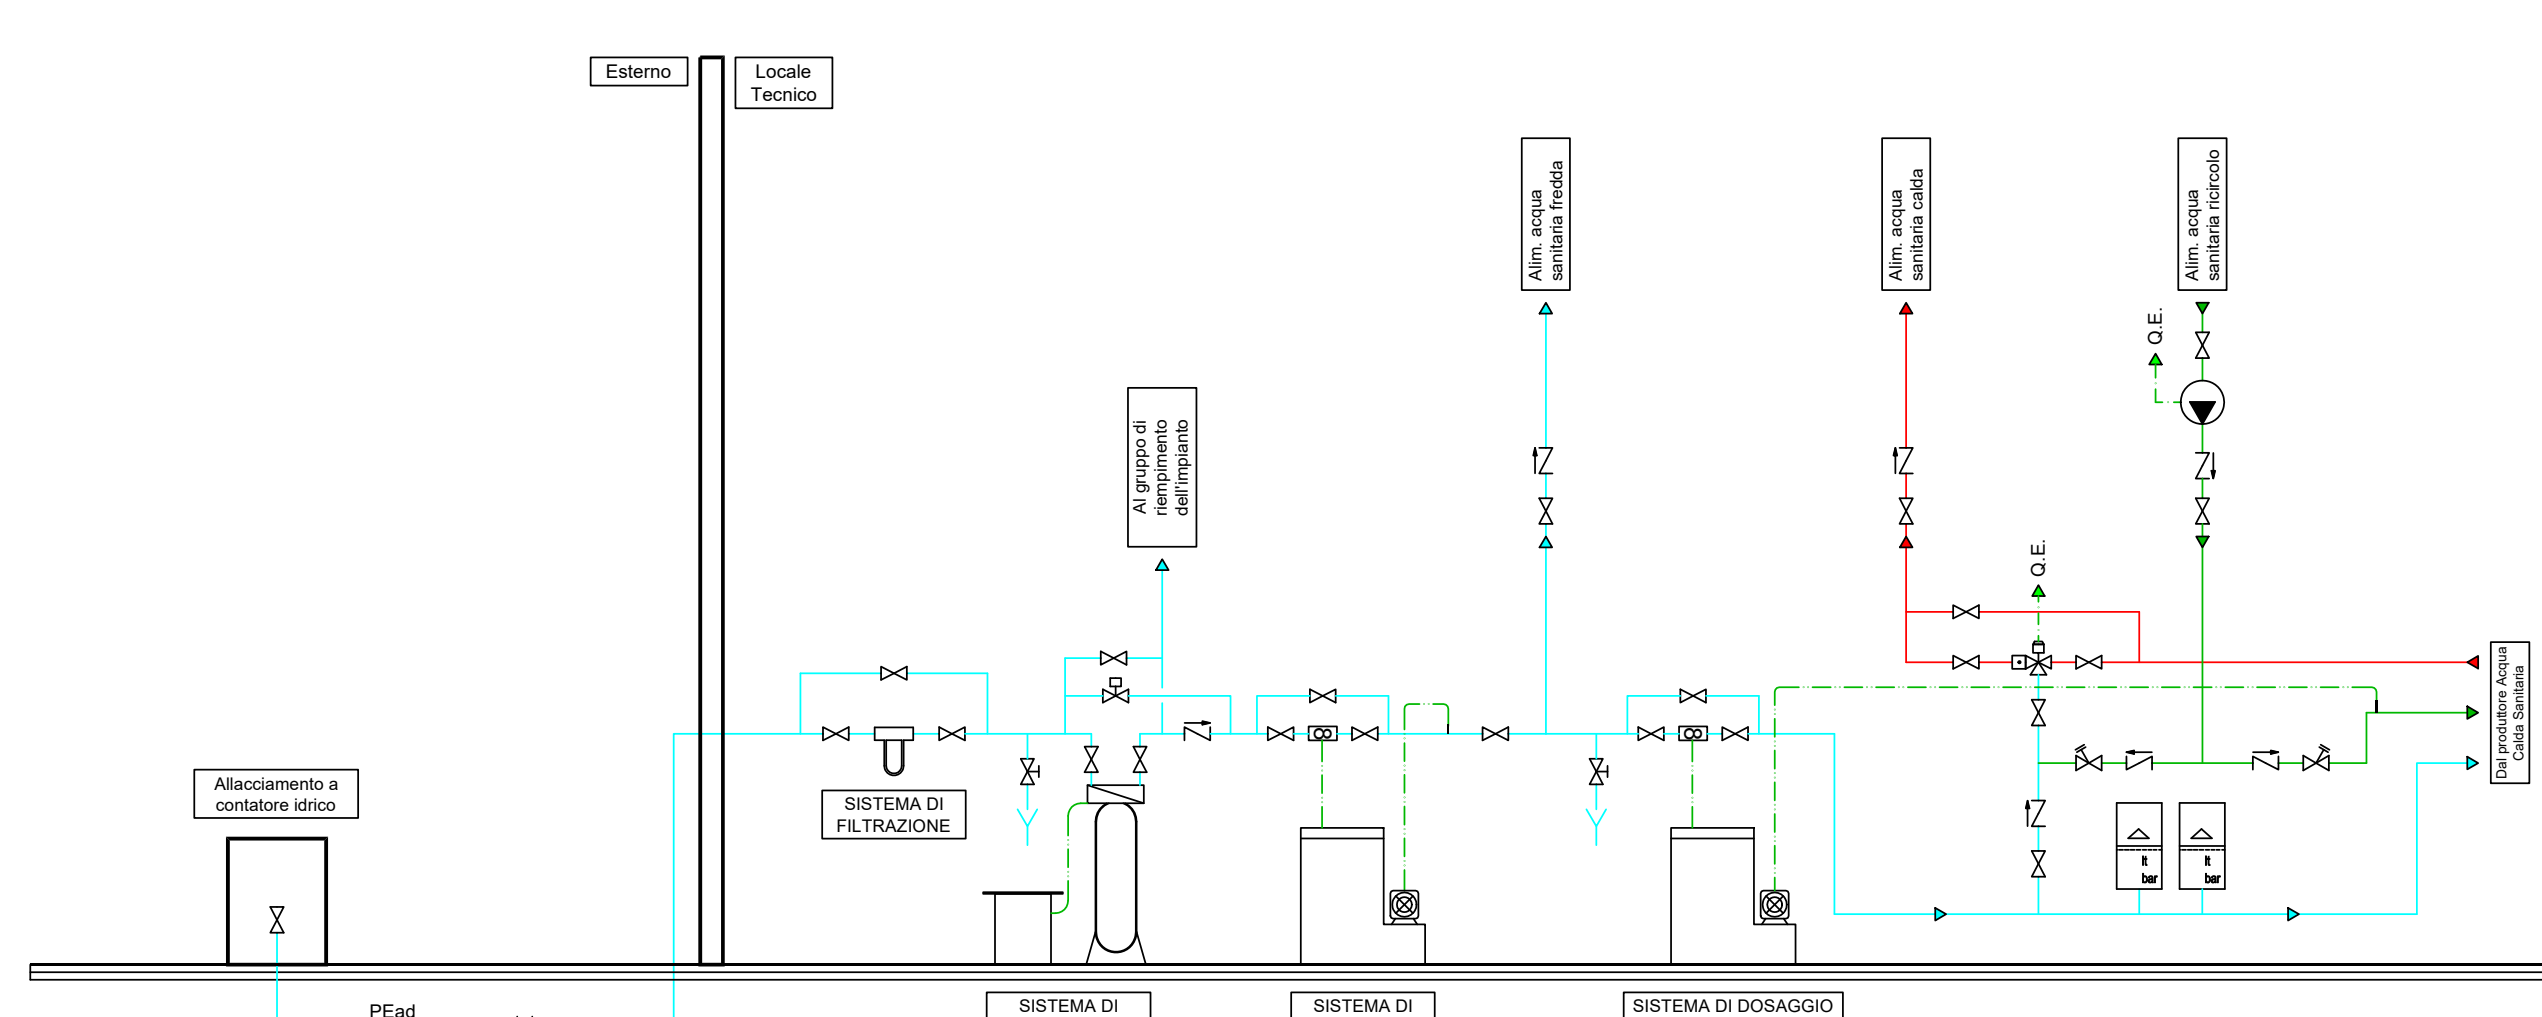 Esterno
Locale
Tecnico
Alim. acqua
sanitaria fredda
Alim. acqua
sanitaria calda
Alim. acqua
sanitaria ricircolo
Q.E.
Al gruppo di
riempimento
dell'impianto
Q.E.
Dal produttore Acqua
Calda Sanitaria
Allacciamento a
contatore idrico
SISTEMA DI
FILTRAZIONE
lt
bar
lt
bar
SISTEMA DI
SISTEMA DI
SISTEMA DI DOSAGGIO
PEad